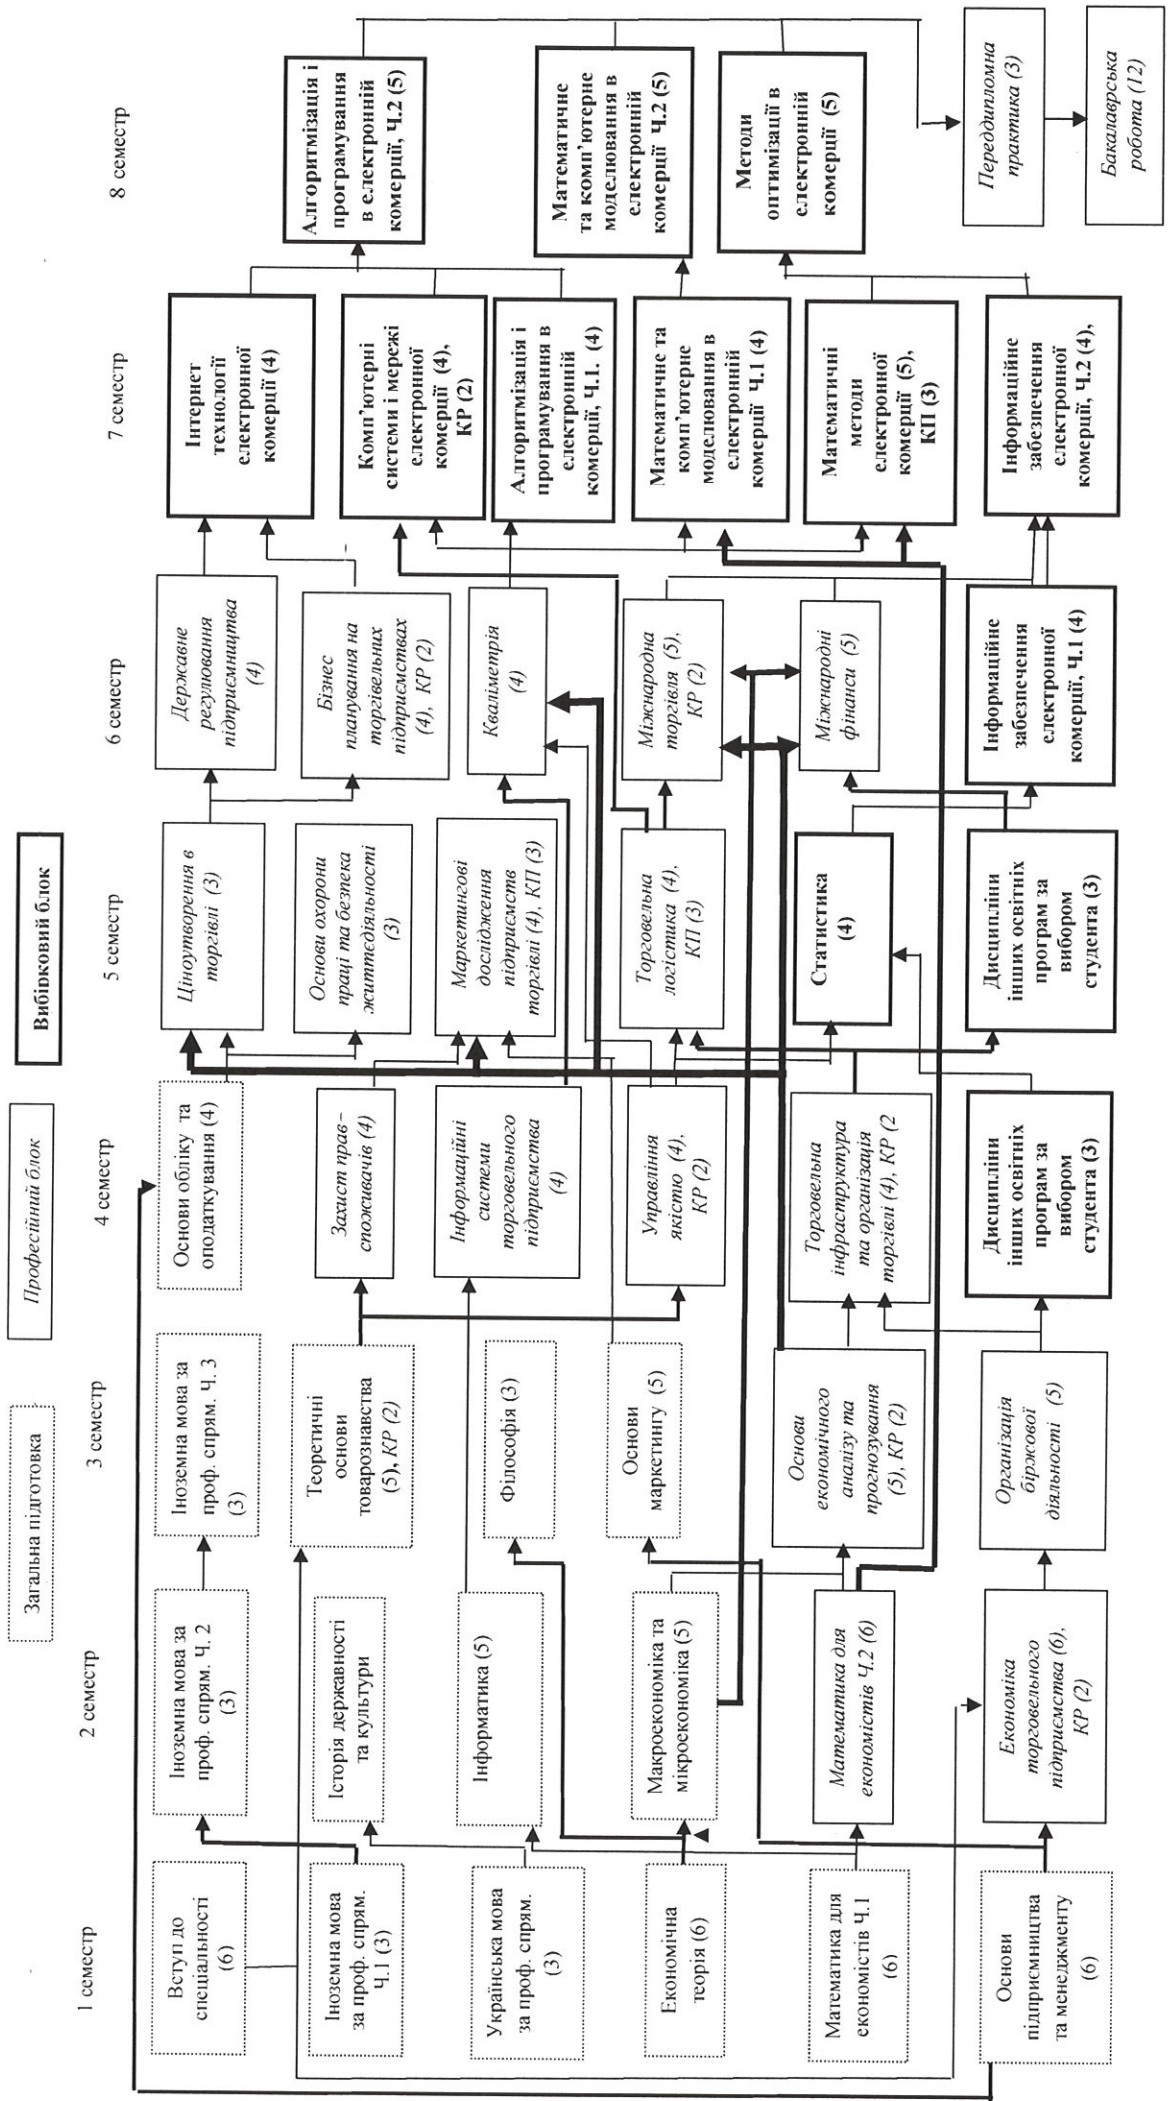 Загальна підготовка
Професійний блок
Вибірковий блок
1 семестр
2 семестр
3 семестр
4 семестр
5 семестр
6 семестр
7 семестр
8 семестр
Вступ до
спеціальності
(6)
Іноземна мова
за проф. спрям.
Ч.1 (3)
Українська мова
за проф. спрям.
(3)
Економічна
теорія (6)
Математика для
економістів Ч.1
(6)
Основи
підприємництва
та менеджменту
(6)
Іноземна мова за
проф. спрям. Ч. 2
(3)
Історія державності
та культури
Інформатика (5)
Макроекономіка та
мікроекономіка (5)
Математика для
економістів Ч.2 (6)
Економіка
торговельного
підприємства (6),
КР (2)
Іноземна мова за
проф. спрям. Ч. 3
(3)
Теоретичні
основи
товарознавства
(5), КР (2)
Філософія (3)
Основи
маркетингу (5)
Основи
економічного
аналізу та
прогнозування
(5), КР (2)
Організація
біржової
діяльності (5)
Основи обліку та
оподаткування (4)
Захист прав–
споживачів (4)
Інформаційні
системи
торговельного
підприємства
(4)
Управління
якістю (4),
КР (2)
Торговельна
інфраструктура
та організація
торгівлі (4), КР (2
Дисципліни
інших освітніх
програм за
вибором
студента (3)
Ціноутворення в
торгівлі (3)
Основи охорони
праці та безпека
життєдіяльності
(3)
Маркетингові
дослідження
підприємств
торгівлі (4), КП (3)
Торговельна
логістика (4),
КП (3)
Статистика
(4)
Дисципліни
інших освітніх
програм за
вибором
студента (3)
Державне
регулювання
підприємництва
(4)
Бізнес
планування на
торгівельних
підприємствах
(4), КР (2)
Кваліметрія
(4)
Міжнародна
торгівля (5),
КР (2)
Міжнародні
фінанси (5)
Інформаційне
забезпечення
електронної
комерції, Ч.1 (4)
Інтернет
технології
електронної
комерції (4)
Комп’ютерні
системи і мережі
електронної
комерції (4),
КР (2)
Алгоритмізація і
програмування в
електронній
комерції, Ч.1. (4)
Математичне та
комп’ютерне
моделювання в
електронній
комерції Ч.1 (4)
Математичні
методи
електронної
комерції (5),
КП (3)
Інформаційне
забезпечення
електронної
комерції, Ч.2 (4),
Алгоритмізація і
програмування
в електронній
комерції, Ч.2 (5)
Математичне
та комп’ютерне
моделювання в
електронній
комерції Ч.2 (5)
Методи
оптимізації в
електронній
комерції (5)
Переддипломна
практика (3)
Бакалаврська
робота (12)